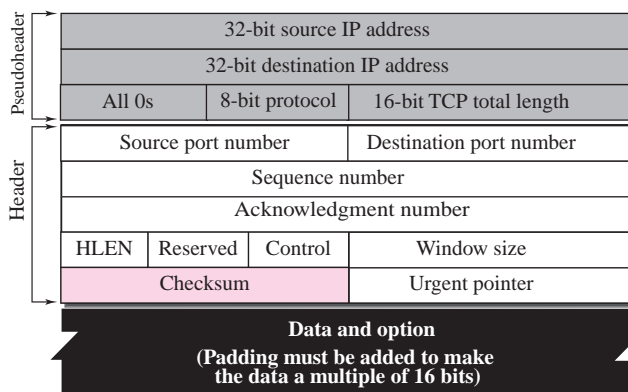 Pseudoheader
32-bit source IP address
32-bit destination IP address
All 0s 8-bit protocol 16-bit TCP total length
Header
Source port number Destination port number
Sequence number
Acknowledgment number
HLEN Reserved Control Window size
Checksum Urgent pointer
Data and option
(Padding must be added to make
the data a multiple of 16 bits)